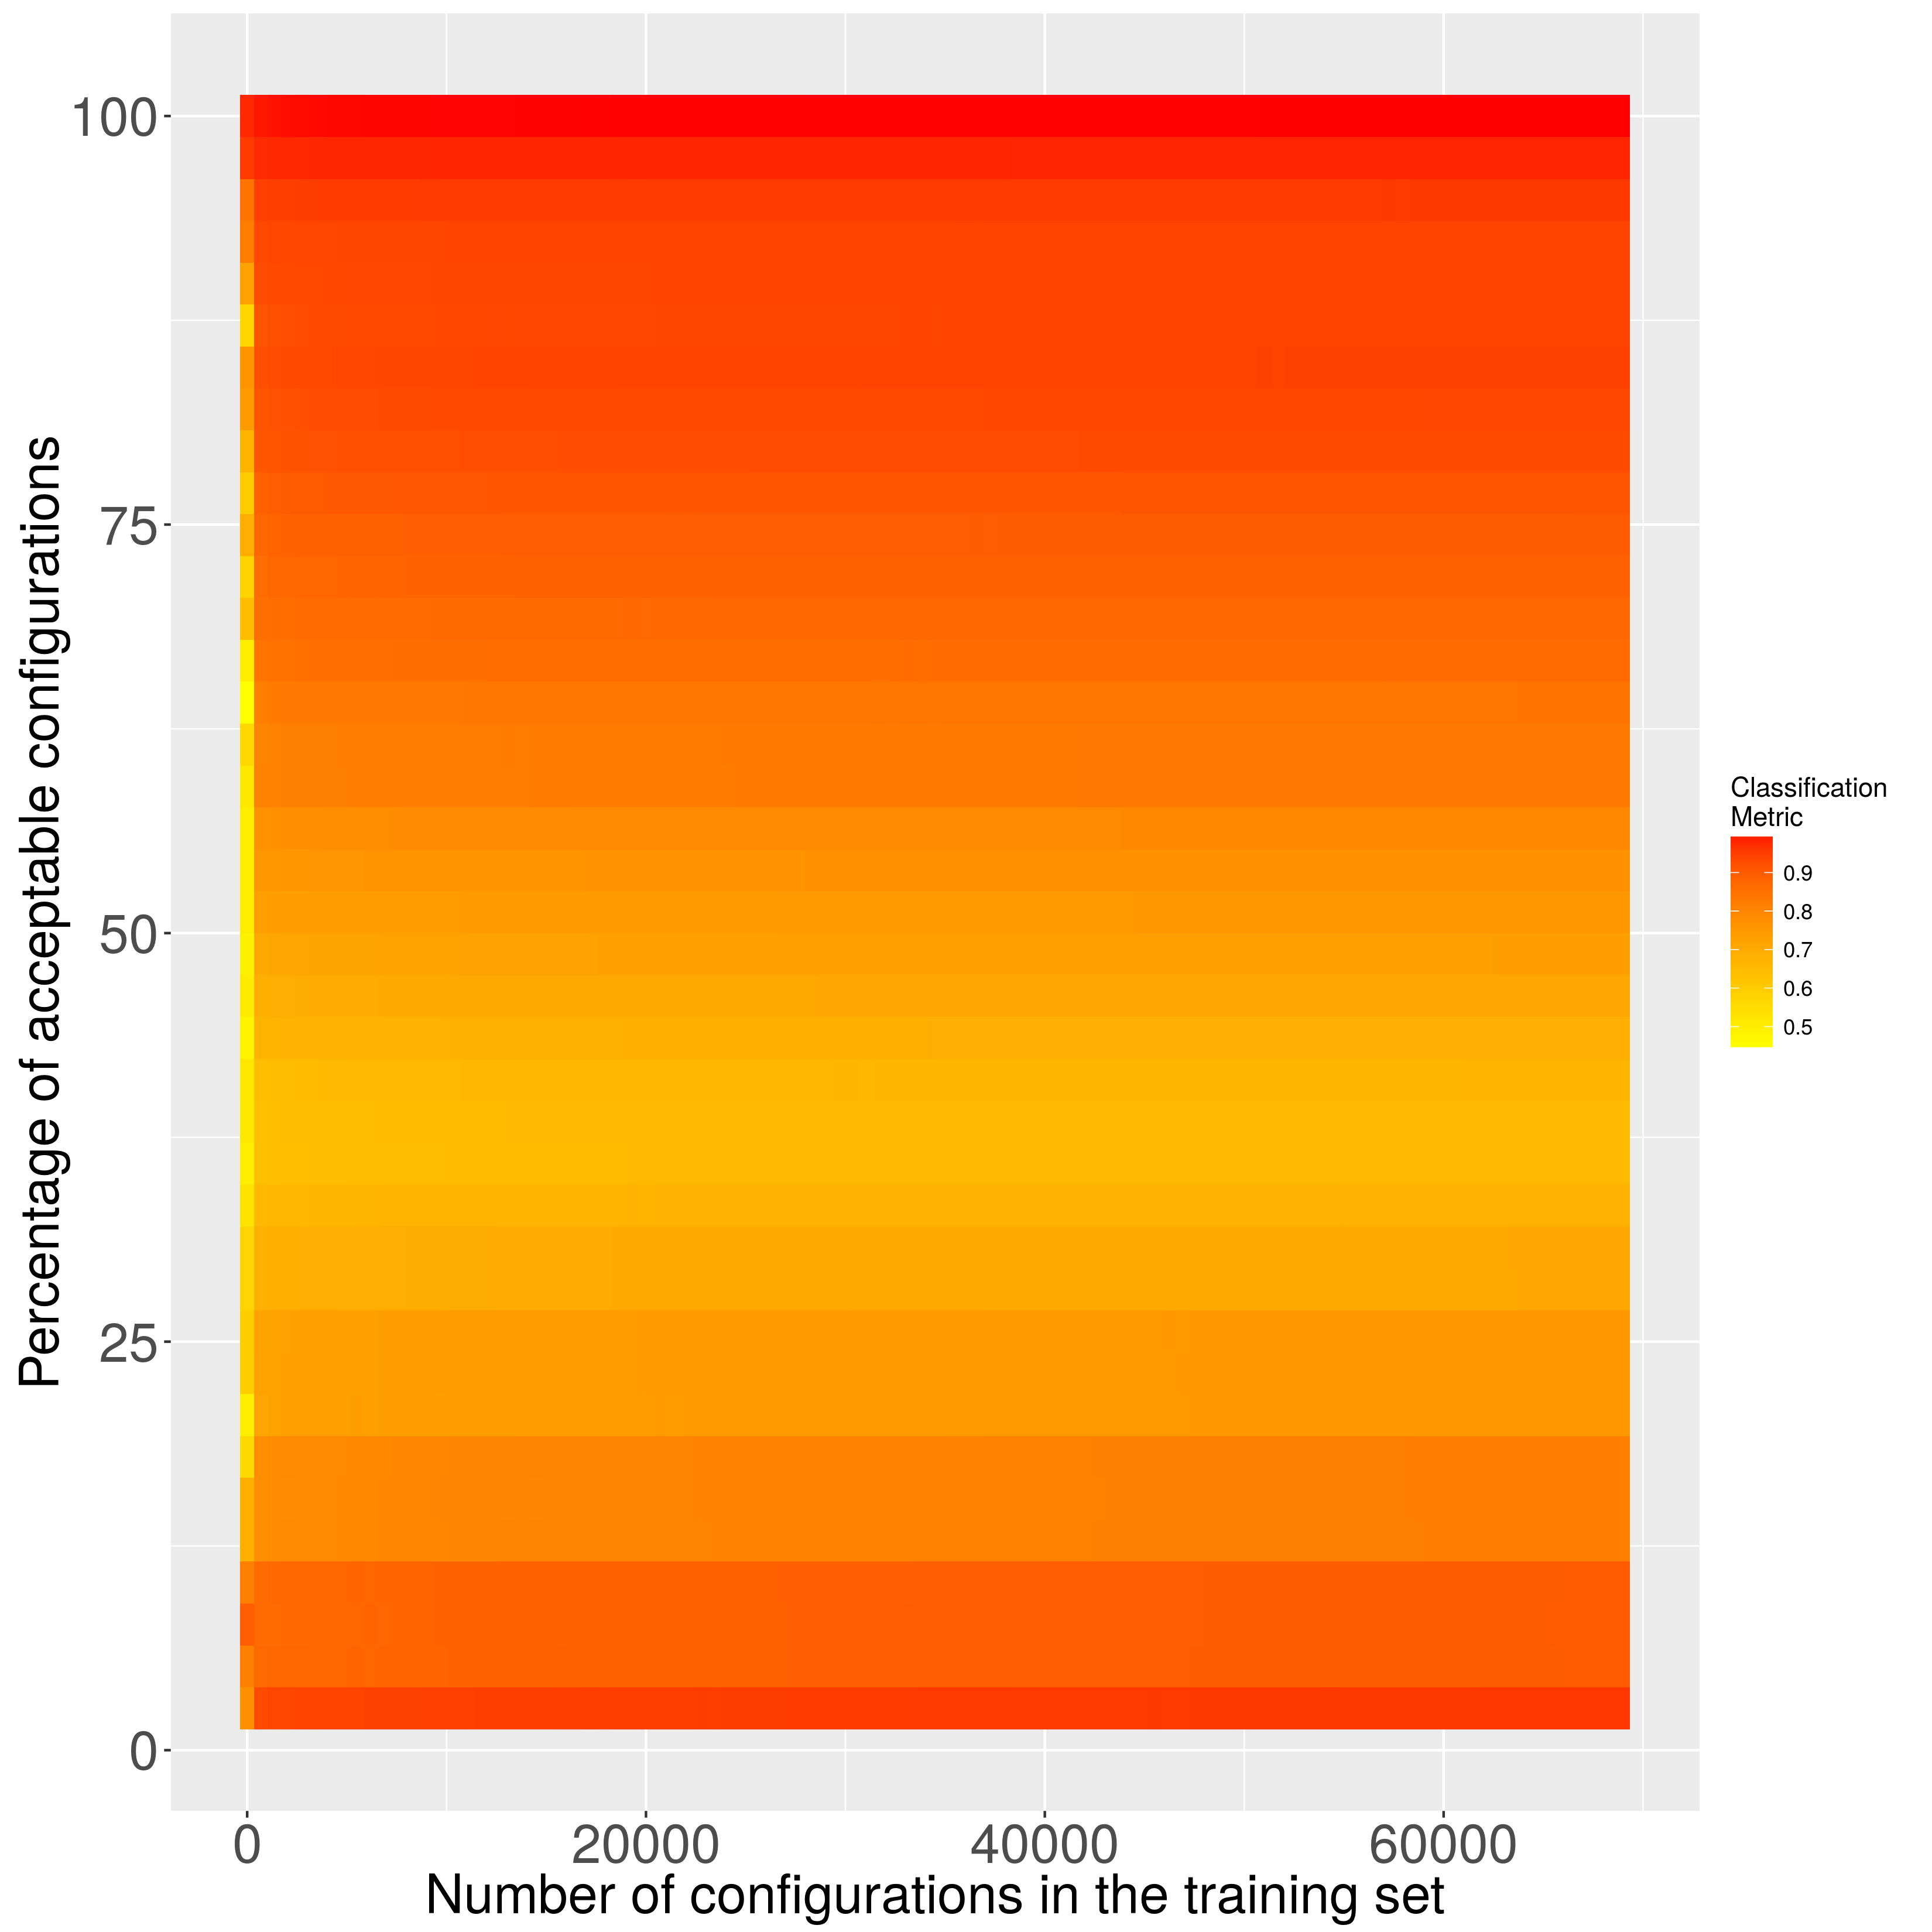 Percentage of acceptable configurations
100
75
50
25
0
0 20000 40000 60000
Number of configurations in the training set
Classification
Metric
0.9
0.8
0.7
0.6
0.5